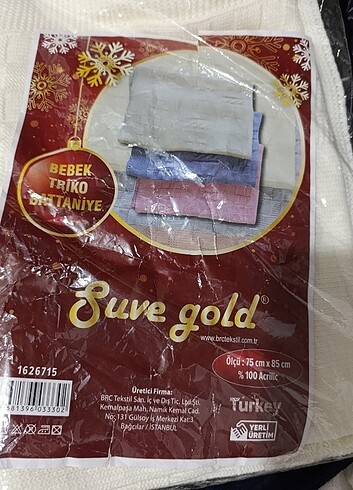 BEBEK
TRİKO
BATTANİYE
Suve gold®
www.brctekstil.com.tr
Ölçü : 75 cm x 85 cm
% 100 Acrilic
1626715
681396 033302
Üretici Firma:
BRC Tekstil San. İç ve Dış Tic. Ltd.Şti.
Kemalpaşa Mah. Namık Kemal Cad.
No: 131 Gülsoy İş Merkezi Kat:3
Bağcılar / İSTANBUL
Turkey
YERLİ
ÜRETİM